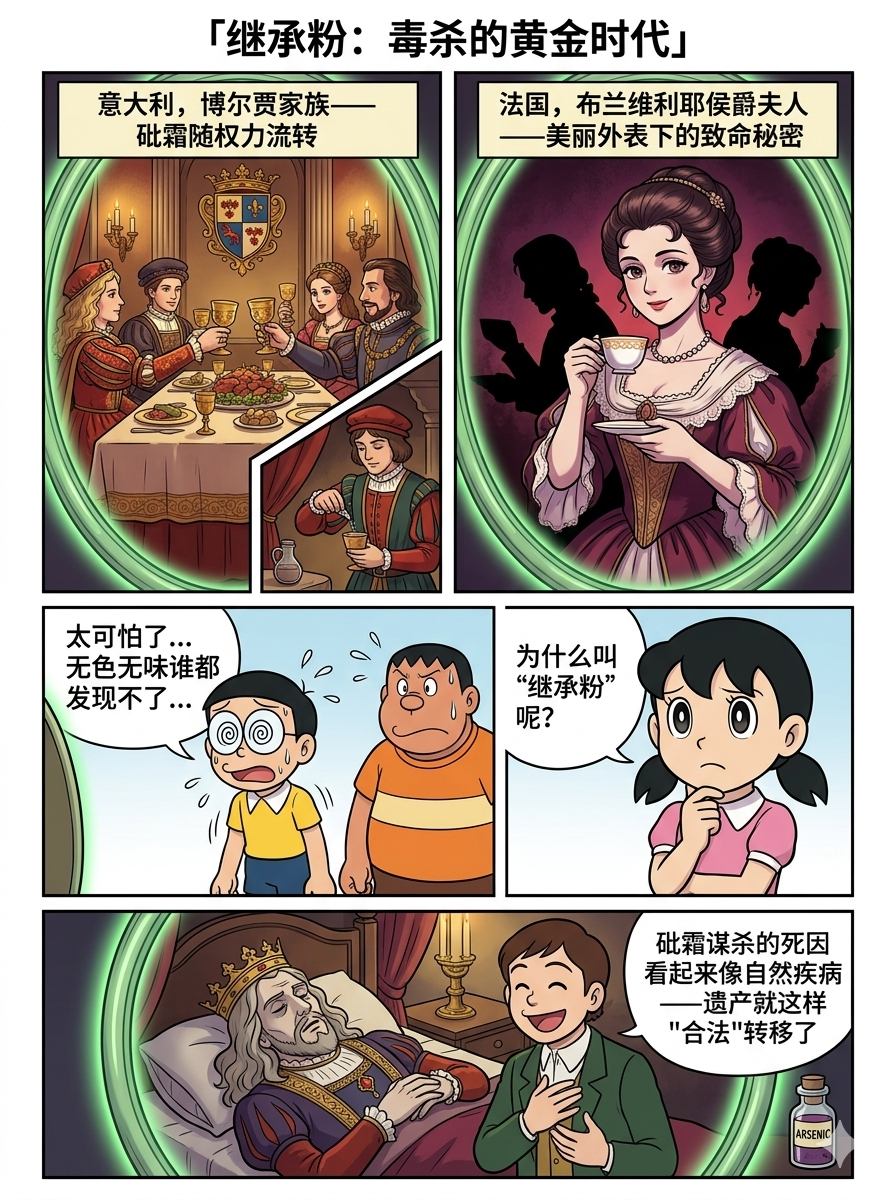 「继承粉：毒杀的黄金时代」
意大利，博尔贾家族——
砒霜随权力流转
法国，布兰维利耶侯爵夫人
——美丽外表下的致命秘密
太可怕了…
无色无味谁都
发现不了…
为什么叫
“继承粉”
呢？
砒霜谋杀的死因
看起来像自然疾病
——遗产就这样
"合法"转移了
ARSENIC